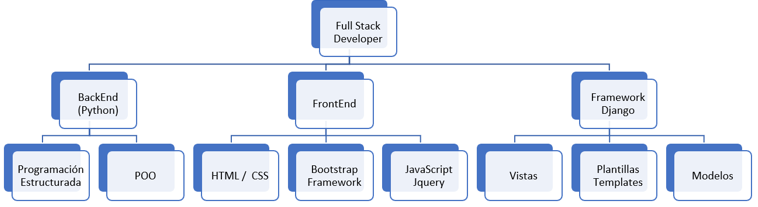 Full Stack
Developer
BackEnd
(Python)
FrontEnd
Framework
Django
Programación
Estructurada
POO
HTML / CSS
Bootstrap
Framework
JavaScript
Jquery
Vistas
Plantillas
Templates
Modelos